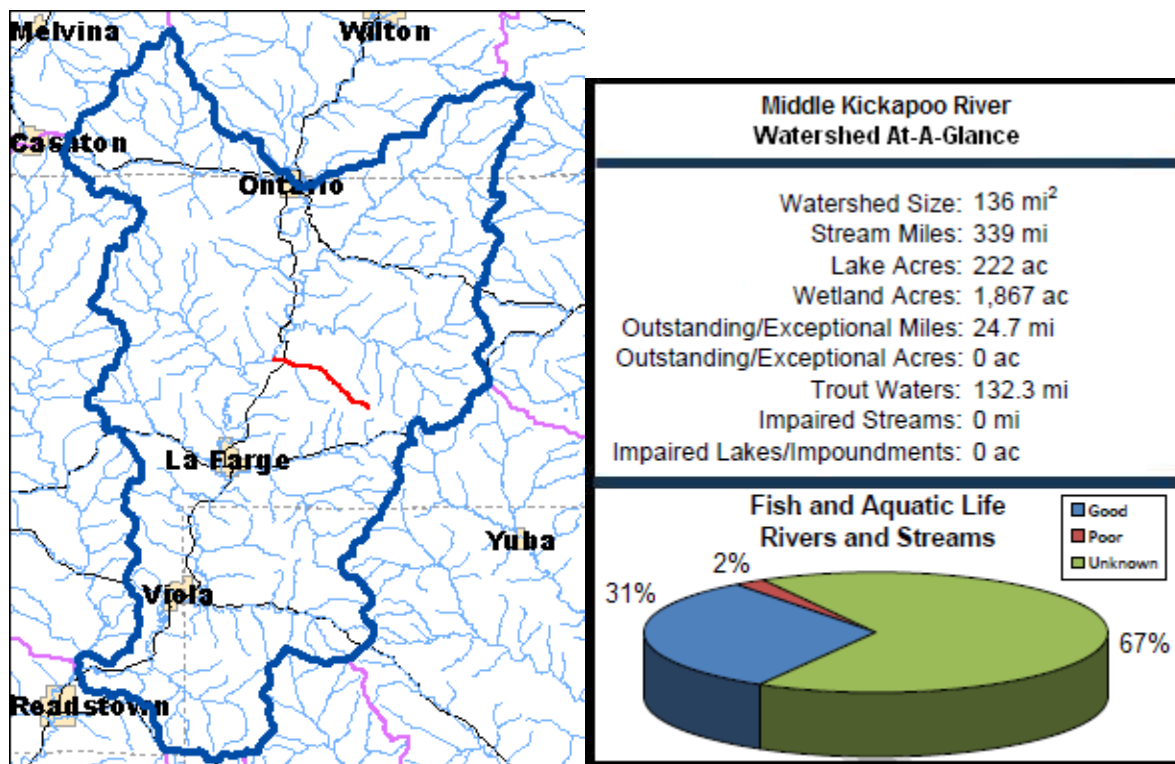 Melvina
Wilton
Cashton
Ontario
La Farge
Yuba
Viola
Readstown
Middle Kickapoo River
Watershed At-A-Glance
Watershed Size: 136 mi²
Stream Miles: 339 mi
Lake Acres: 222 ac
Wetland Acres: 1,867 ac
Outstanding/Exceptional Miles: 24.7 mi
Outstanding/Exceptional Acres: 0 ac
Trout Waters: 132.3 mi
Impaired Streams: 0 mi
Impaired Lakes/Impoundments: 0 ac
Fish and Aquatic Life
Rivers and Streams
Good
Poor
Unknown
2%
31%
67%